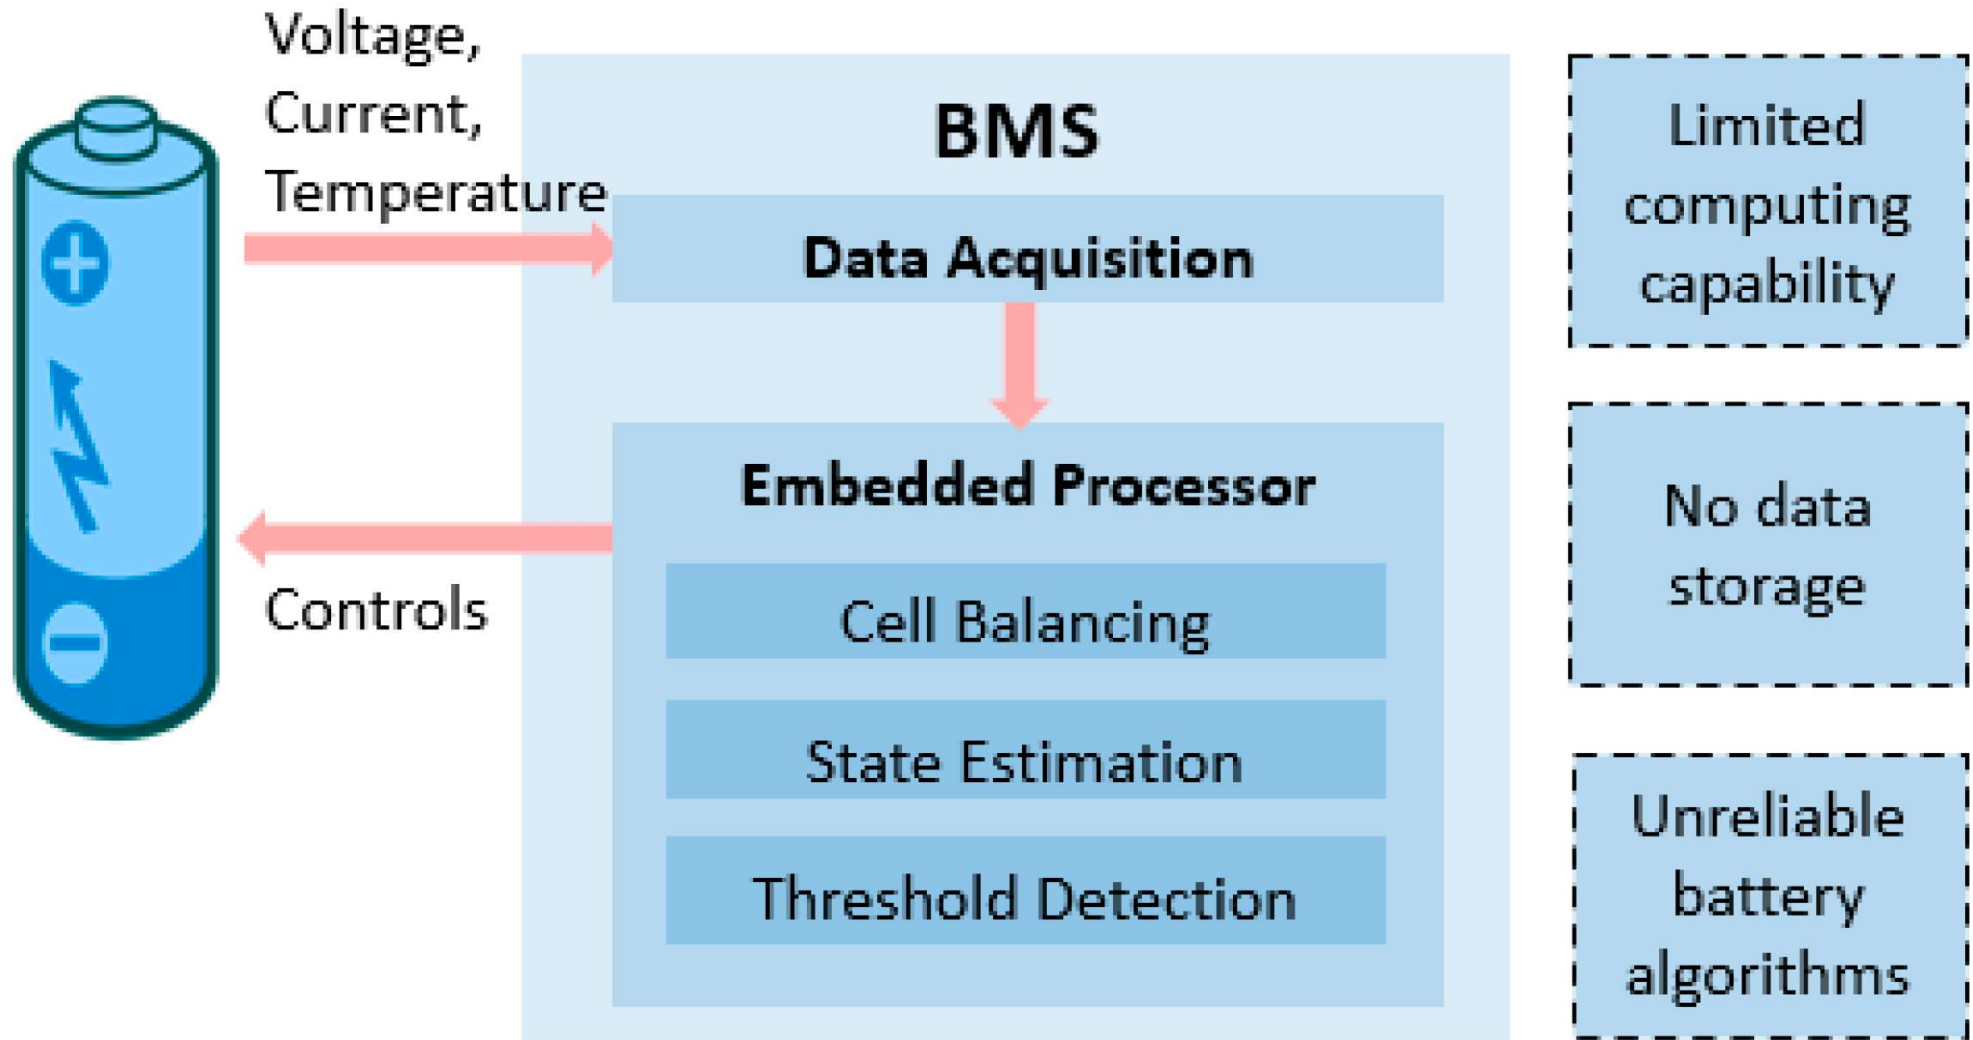 Voltage,
Current,
Temperature
Controls
BMS
Data Acquisition
Embedded Processor
Cell Balancing
State Estimation
Threshold Detection
Limited
computing
capability
No data
storage
Unreliable
battery
algorithms